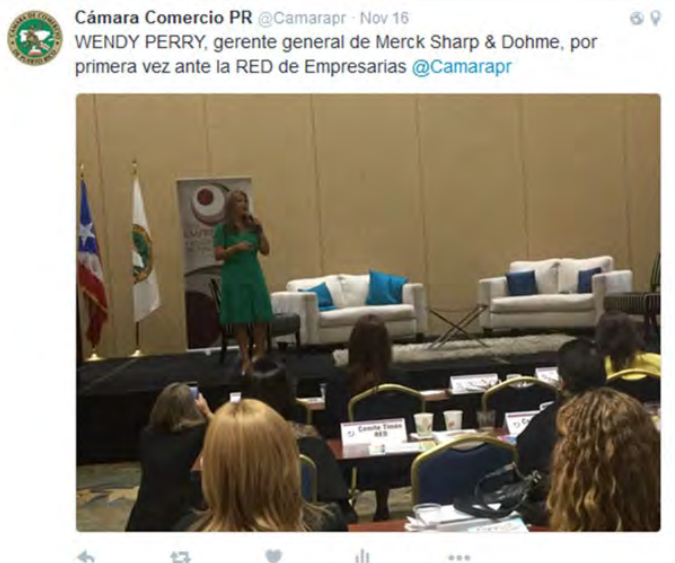 Cámara Comercio PR @Camarapr · Nov 16
WENDY PERRY, gerente general de Merck Sharp & Dohme, por
primera vez ante la RED de Empresarias @Camarapr
Comité Timón
RED